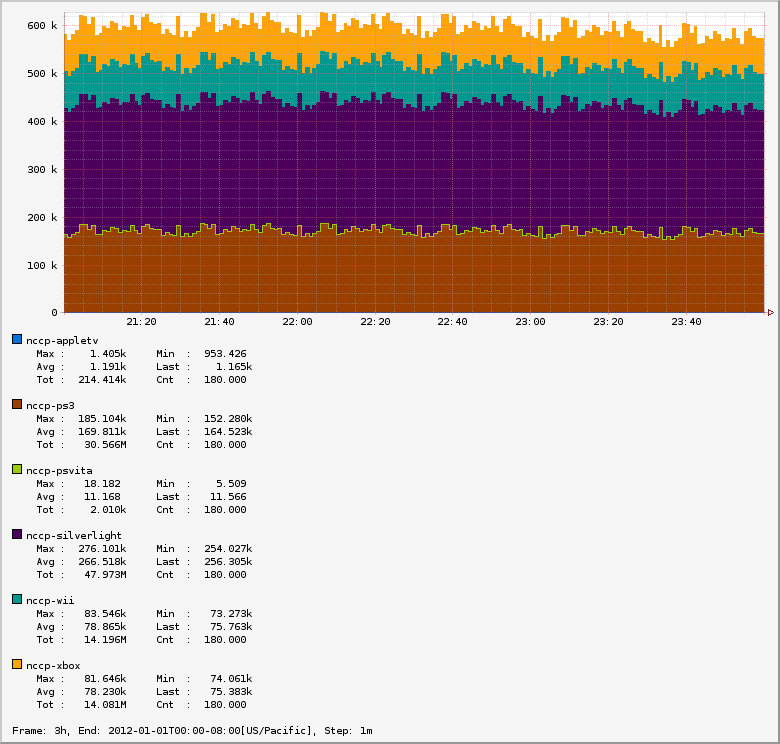 600 k
500 k
400 k
300 k
200 k
100 k
0
21:20 21:40 22:00 22:20 22:40 23:00 23:20 23:40
nccp-appletv
Max : 1.405k Min : 953.426
Avg : 1.191k Last : 1.165k
Tot : 214.414k Cnt : 180.000
nccp-ps3
Max : 185.104k Min : 152.280k
Avg : 169.811k Last : 164.523k
Tot : 30.566M Cnt : 180.000
nccp-psvita
Max : 18.182 Min : 5.509
Avg : 11.168 Last : 11.566
Tot : 2.010k Cnt : 180.000
nccp-silverlight
Max : 276.101k Min : 254.027k
Avg : 266.518k Last : 256.305k
Tot : 47.973M Cnt : 180.000
nccp-wii
Max : 83.546k Min : 73.273k
Avg : 78.865k Last : 75.763k
Tot : 14.196M Cnt : 180.000
nccp-xbox
Max : 81.646k Min : 74.061k
Avg : 78.230k Last : 75.383k
Tot : 14.081M Cnt : 180.000
Frame: 3h, End: 2012-01-01T00:00-08:00[US/Pacific], Step: 1m